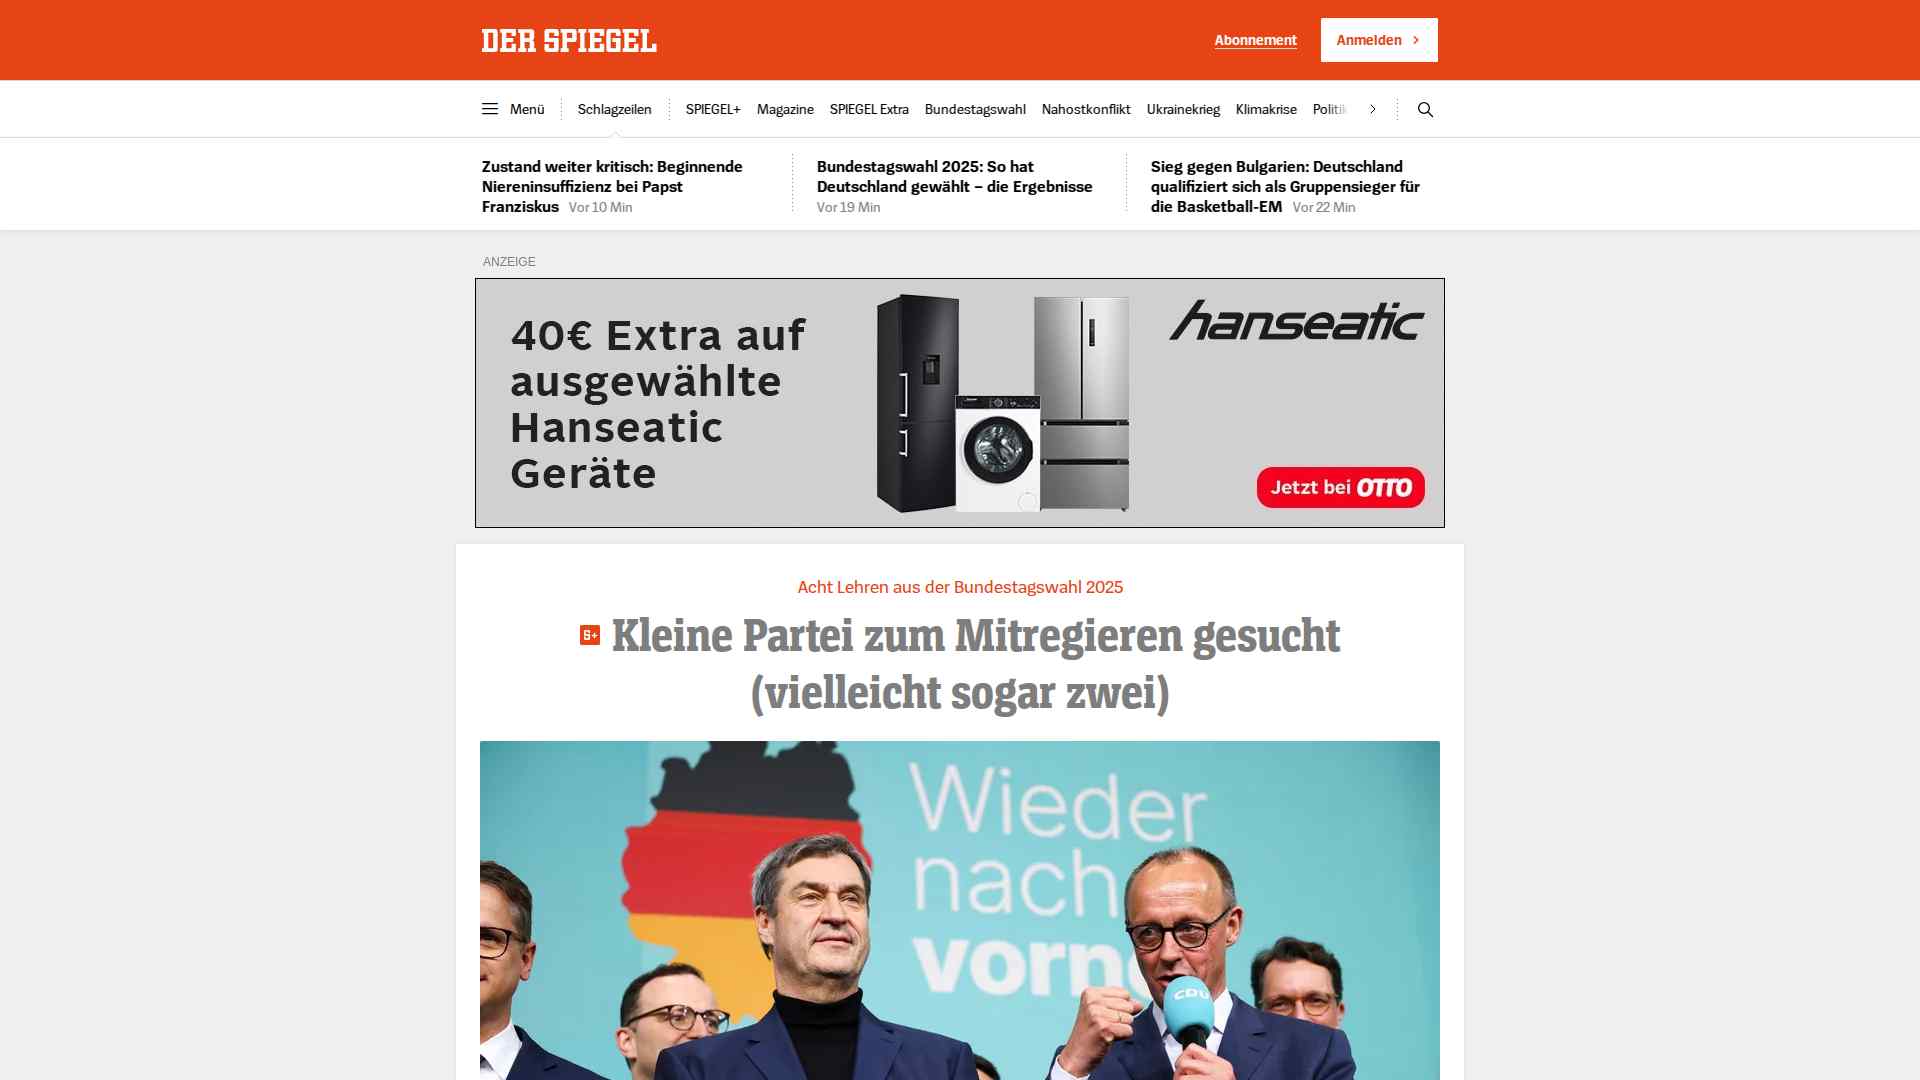 DER SPIEGEL
Abonnement
Anmelden
Menü
Schlagzeilen
SPIEGEL+
Magazine
SPIEGEL Extra
Bundestagswahl
Nahostkonflikt
Ukrainekrieg
Klimakrise
Politik
Zustand weiter kritisch: Beginnende
Niereninsuffizienz bei Papst
Franziskus Vor 10 Min
Bundestagswahl 2025: So hat
Deutschland gewählt – die Ergebnisse
Vor 19 Min
Sieg gegen Bulgarien: Deutschland
qualifiziert sich als Gruppensieger für
die Basketball-EM Vor 22 Min
ANZEIGE
40€ Extra auf
ausgewählte
Hanseatic
Geräte
hanseatic
Jetzt bei OTTO
Acht Lehren aus der Bundestagswahl 2025
S+ Kleine Partei zum Mitregieren gesucht
(vielleicht sogar zwei)
Wieder
nach
vorne
CDU